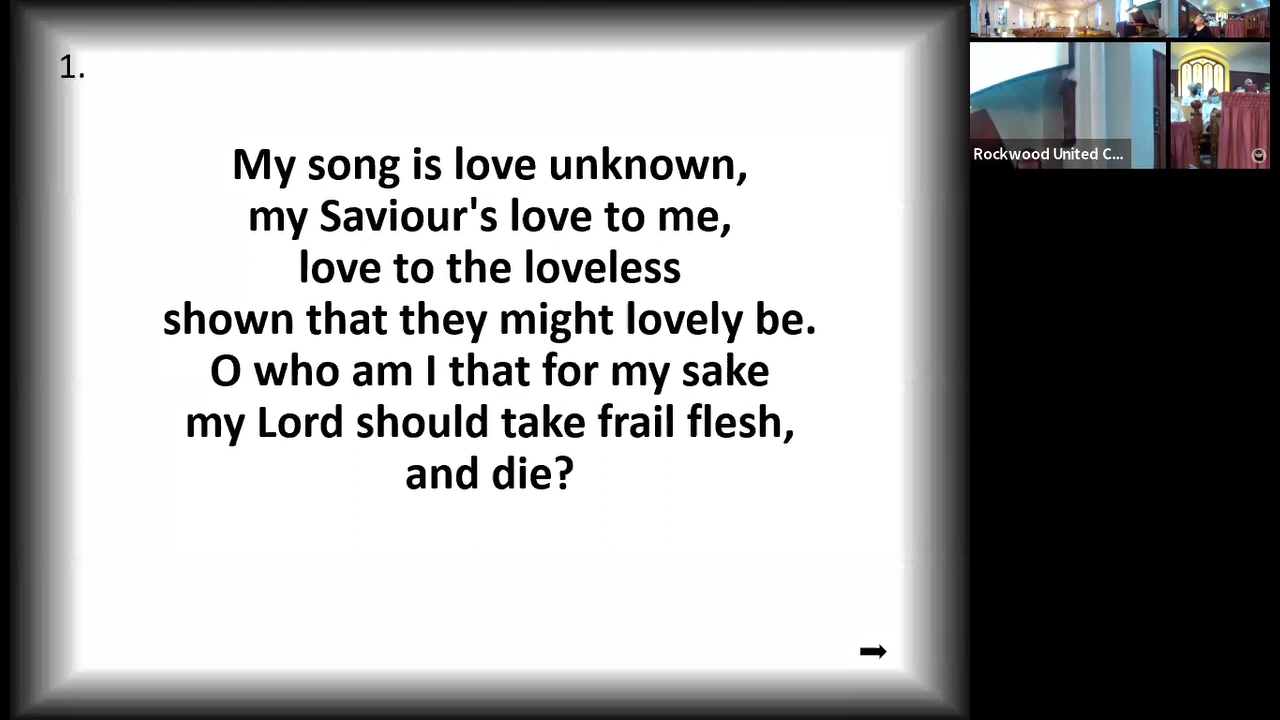 1.
My song is love unknown,
my Saviour's love to me,
love to the loveless
shown that they might lovely be.
O who am I that for my sake
my Lord should take frail flesh,
and die?
Rockwood United C...